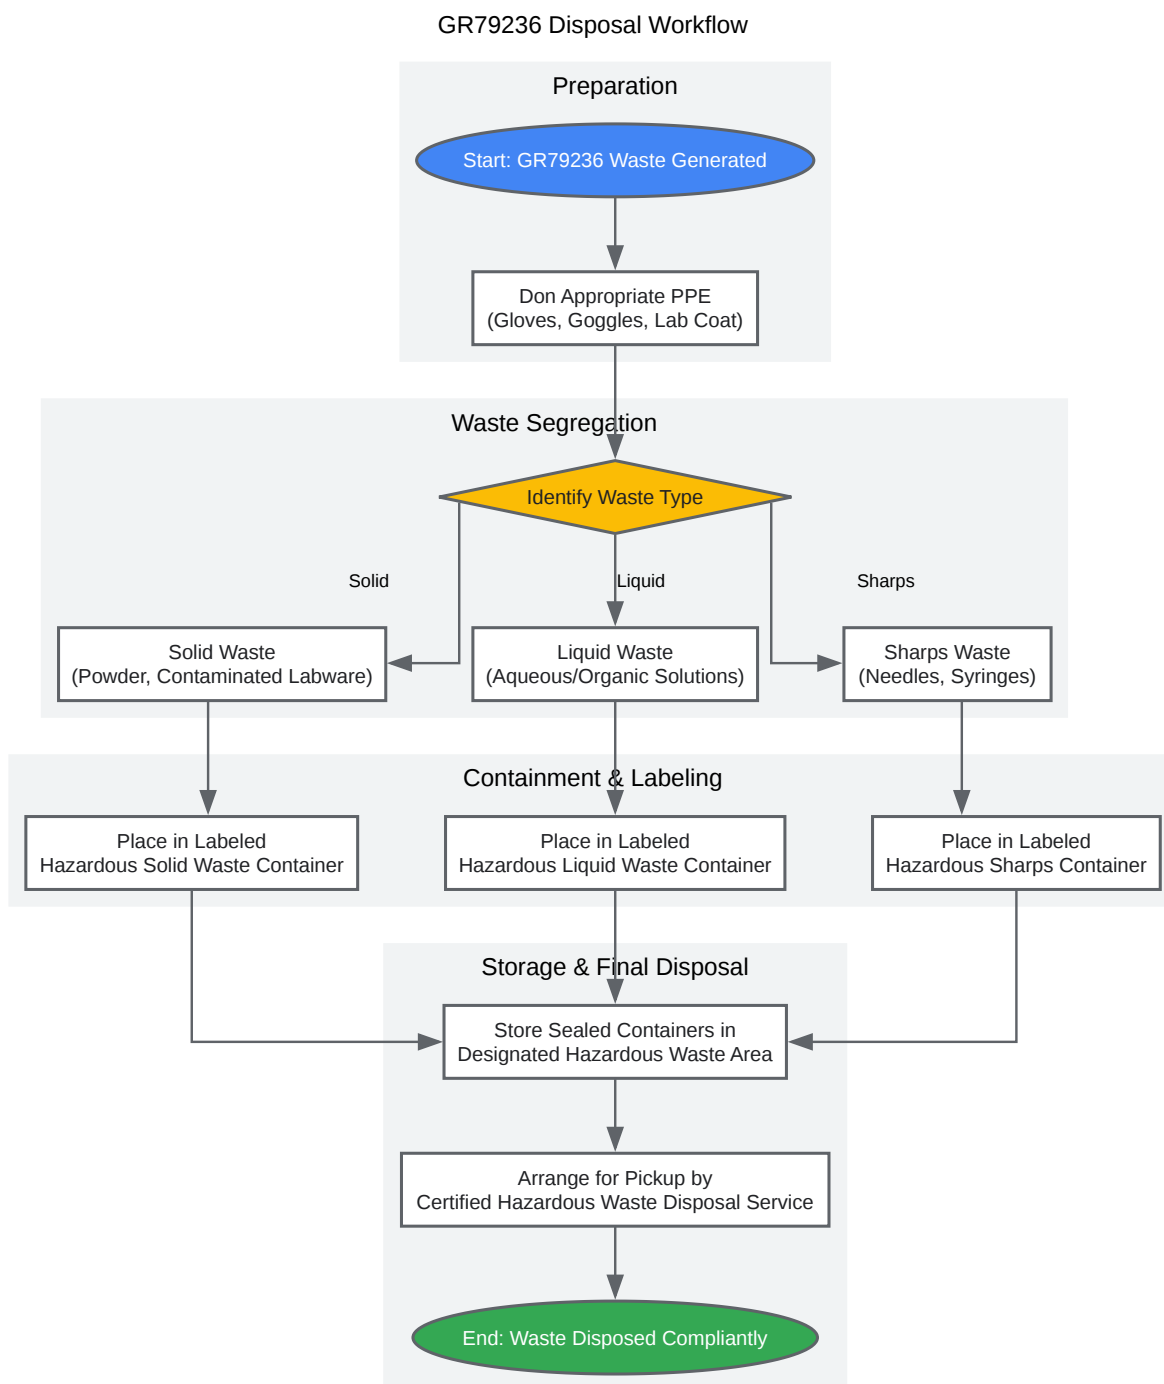 GR79236 Disposal Workflow
Preparation
Start: GR79236 Waste Generated
Don Appropriate PPE
(Gloves, Goggles, Lab Coat)
Waste Segregation
Identify Waste Type
Solid
Liquid
Sharps
Solid Waste
(Powder, Contaminated Labware)
Liquid Waste
(Aqueous/Organic Solutions)
Sharps Waste
(Needles, Syringes)
Containment & Labeling
Place in Labeled
Hazardous Solid Waste Container
Place in Labeled
Hazardous Liquid Waste Container
Place in Labeled
Hazardous Sharps Container
Storage & Final Disposal
Store Sealed Containers in
Designated Hazardous Waste Area
Arrange for Pickup by
Certified Hazardous Waste Disposal Service
End: Waste Disposed Compliantly